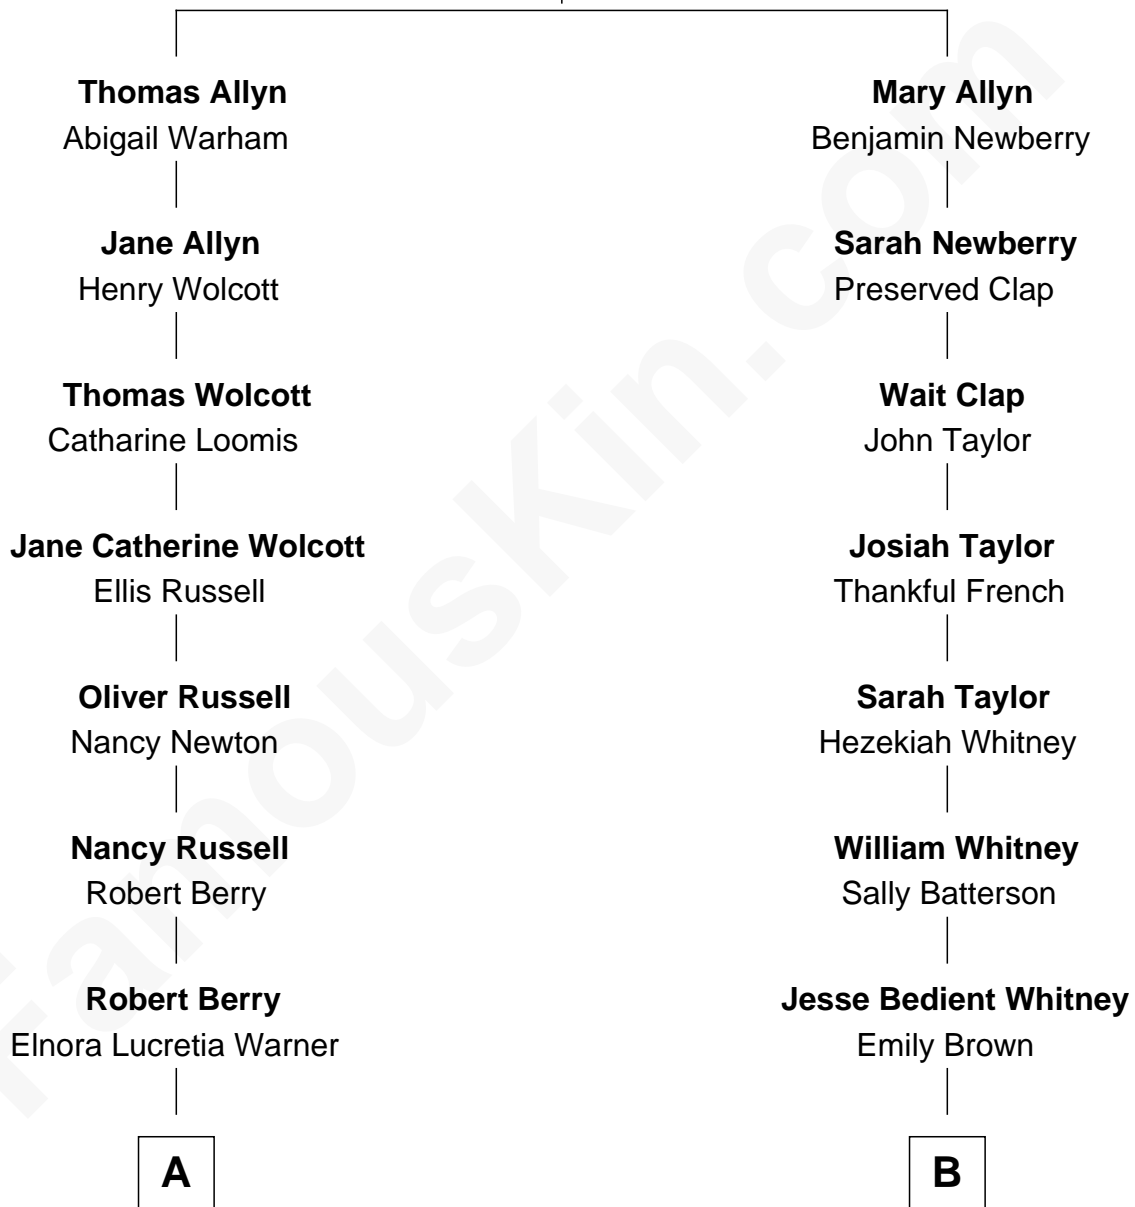 Thomas Allyn
Abigail Warham
Jane Allyn
Henry Wolcott
Thomas Wolcott
Catharine Loomis
Jane Catherine Wolcott
Ellis Russell
Oliver Russell
Nancy Newton
Nancy Russell
Robert Berry
Robert Berry
Elnora Lucretia Warner
A
Mary Allyn
Benjamin Newberry
Sarah Newberry
Preserved Clap
Wait Clap
John Taylor
Josiah Taylor
Thankful French
Sarah Taylor
Hezekiah Whitney
William Whitney
Sally Batterson
Jesse Bedient Whitney
Emily Brown
B
FamousKin.com